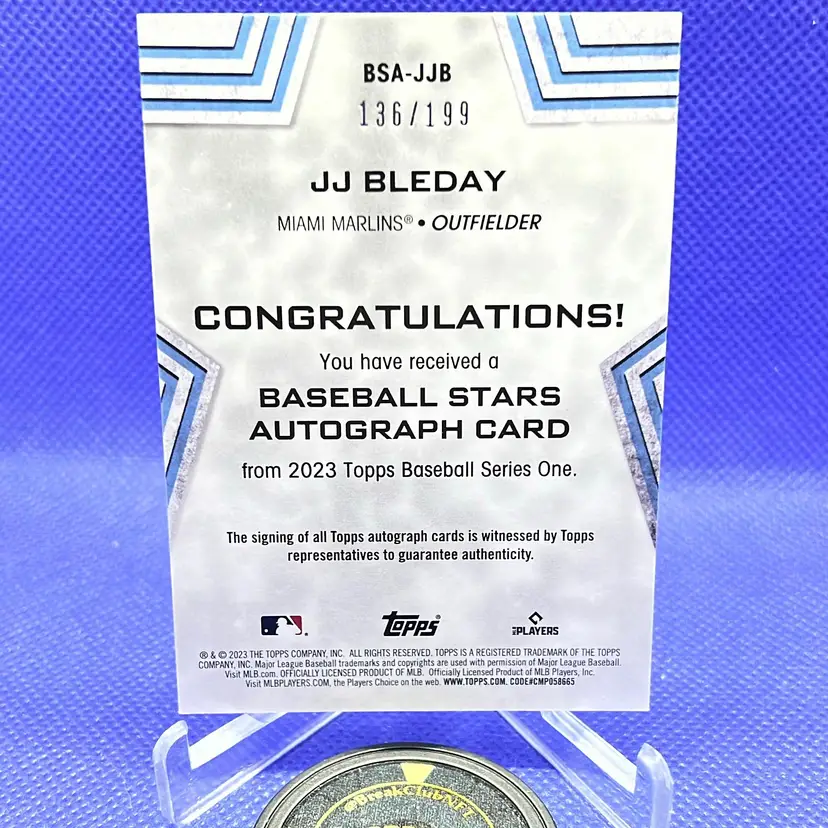 BSA-JJB
136/199
JJ BLEDAY
MIAMI MARLINS® • OUTFIELDER
CONGRATULATIONS!
You have received a
BASEBALL STARS
AUTOGRAPH CARD
from 2023 Topps Baseball Series One.
The signing of all Topps autograph cards is witnessed by Topps
representatives to guarantee authenticity.
Topps® PLAYERS
® & © 2023 THE TOPPS COMPANY, INC. ALL RIGHTS RESERVED. TOPPS IS A REGISTERED TRADEMARK OF THE TOPPS
COMPANY, INC. Major League Baseball trademarks and copyrights are used with permission of Major League Baseball.
Visit MLB.com. OFFICIALLY LICENSED PRODUCT OF MLB. Officially Licensed Product of MLB Players, Inc.
Visit MLBPLAYERS.COM, the Players Choice on the web. WWW.TOPPS.COM. CODE#CMP058665
@BreakClubNFT